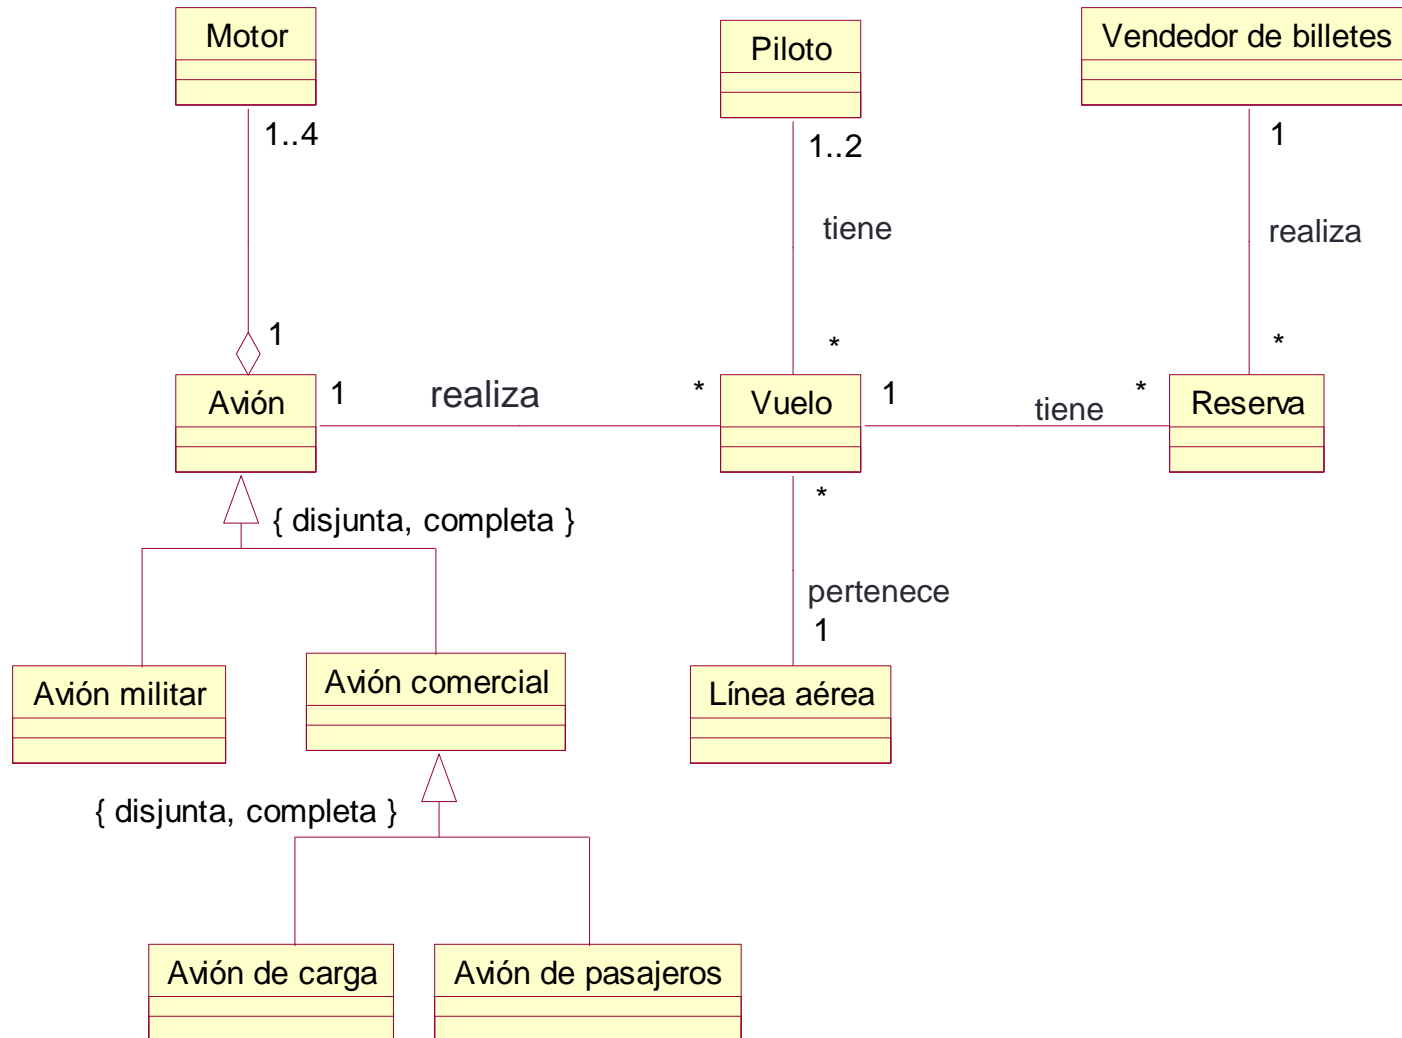 Motor
Piloto
Vendedor de billetes
1..4
1..2
1
tiene
realiza
1
*
*
Avión
1
realiza
*
Vuelo
1
tiene
*
Reserva
{ disjunta, completa }
*
pertenece
1
Avión militar
Avión comercial
Línea aérea
{ disjunta, completa }
Avión de carga
Avión de pasajeros